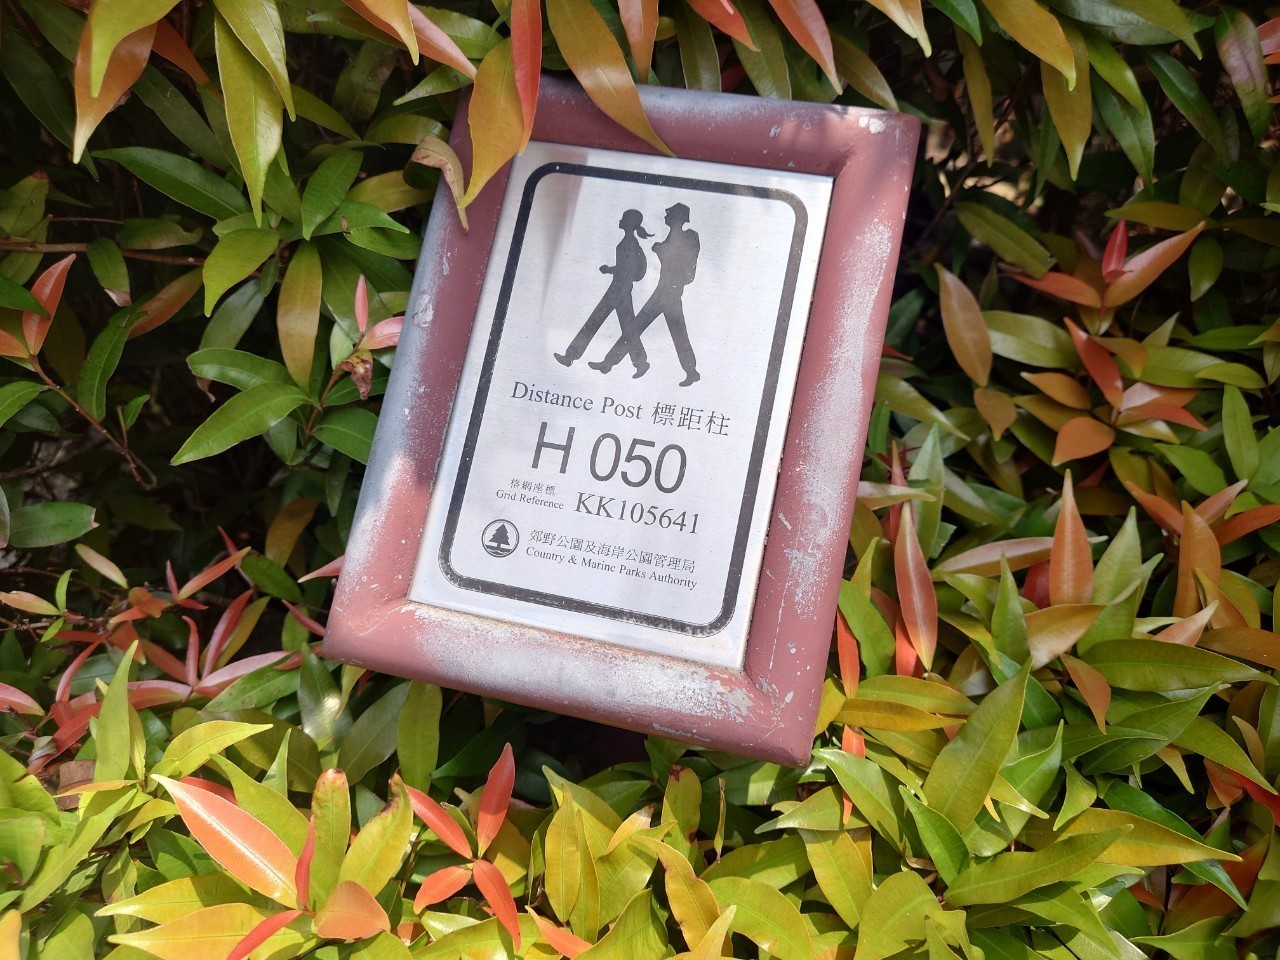 Distance Post 標距柱
H 050
格網座標
Grid Reference KK105641
郊野公園及海岸公園管理局
Country & Marine Parks Authority